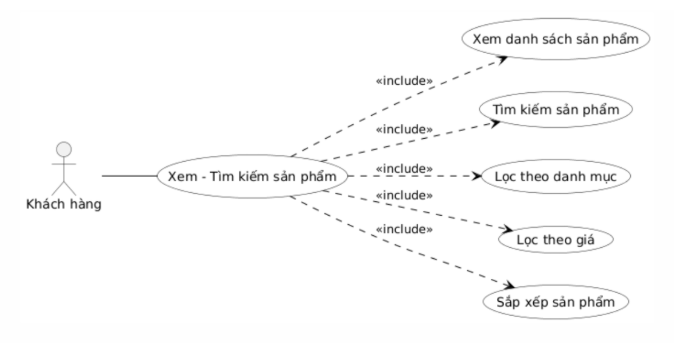 Xem danh sách sản phẩm
«include»
Tìm kiếm sản phẩm
«include»
Xem - Tìm kiếm sản phẩm
«include»
Lọc theo danh mục
«include»
Khách hàng
«include»
Lọc theo giá
Sắp xếp sản phẩm